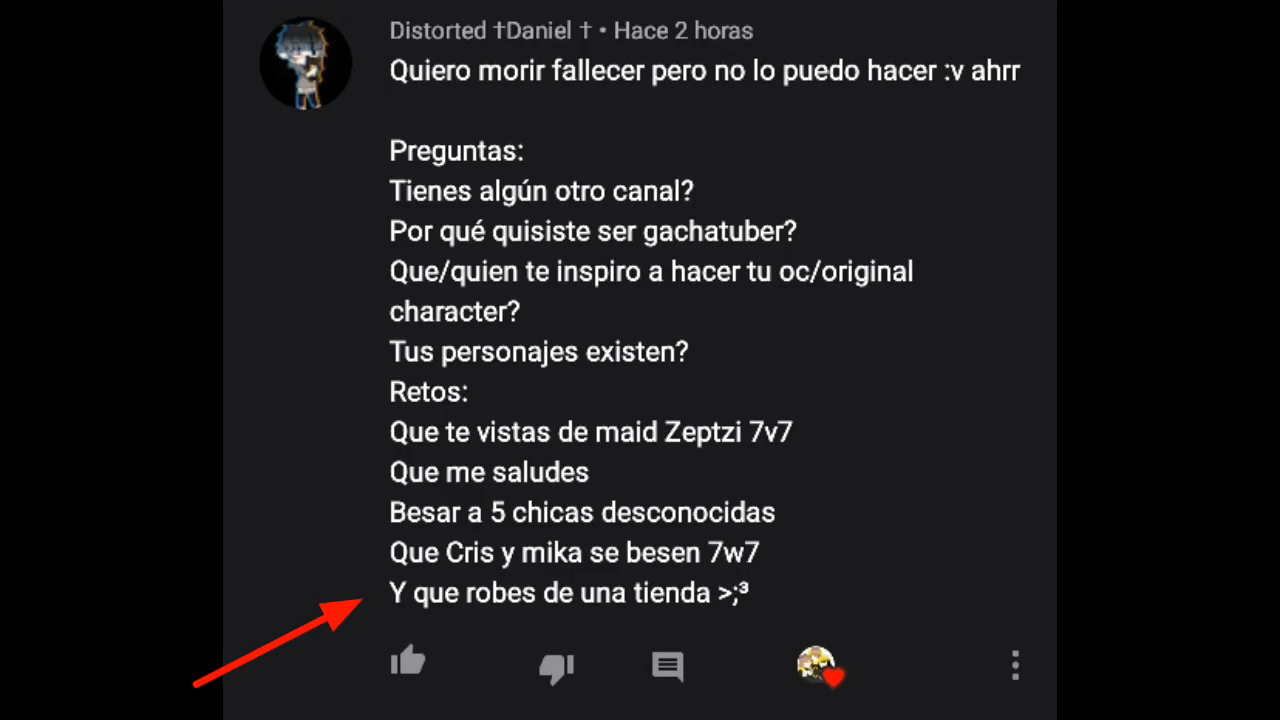 Distorted †Daniel † • Hace 2 horas
Quiero morir fallecer pero no lo puedo hacer :v ahrr
Preguntas:
Tienes algún otro canal?
Por qué quisiste ser gachatuber?
Que/quien te inspiro a hacer tu oc/original
character?
Tus personajes existen?
Retos:
Que te vistas de maid Zeptzi 7v7
Que me saludes
Besar a 5 chicas desconocidas
Que Cris y mika se besen 7w7
Y que robes de una tienda >;³